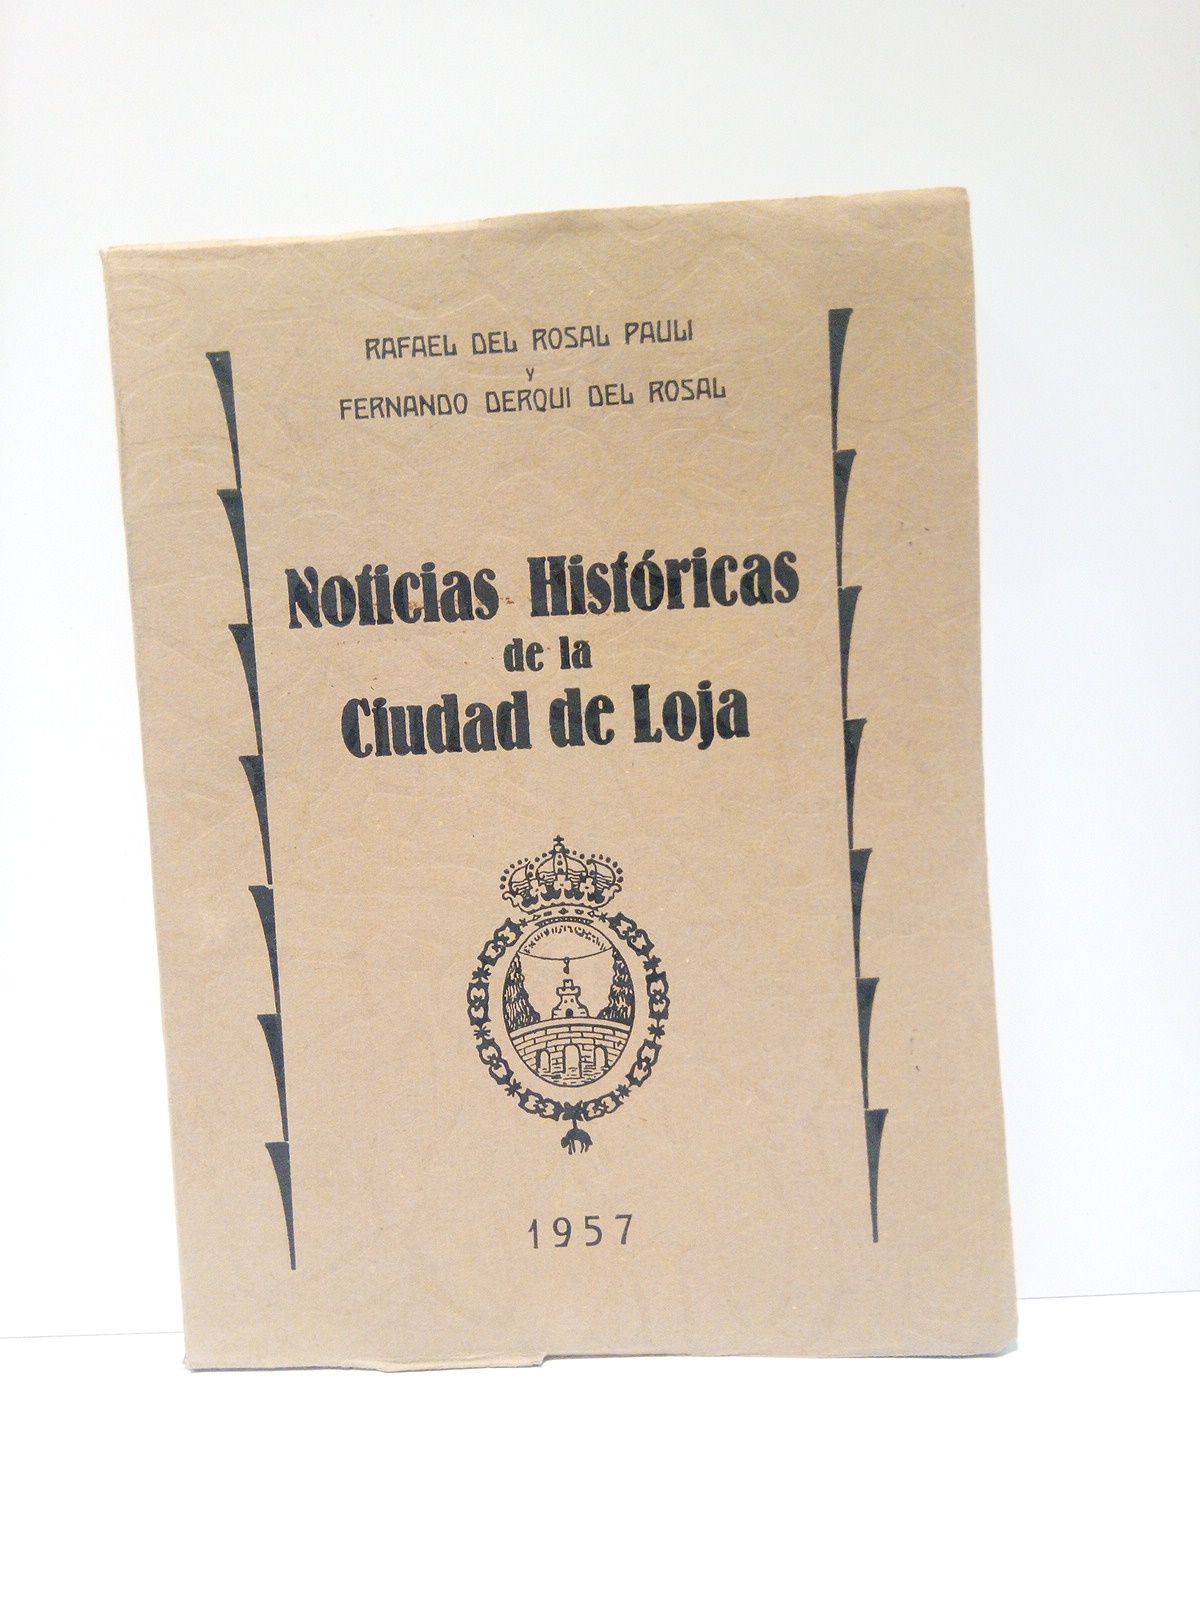 RAFAEL DEL ROSAL PAULI
Y
FERNANDO DERQUI DEL ROSAL
Noticias Históricas
de la
Ciudad de Loja
1957